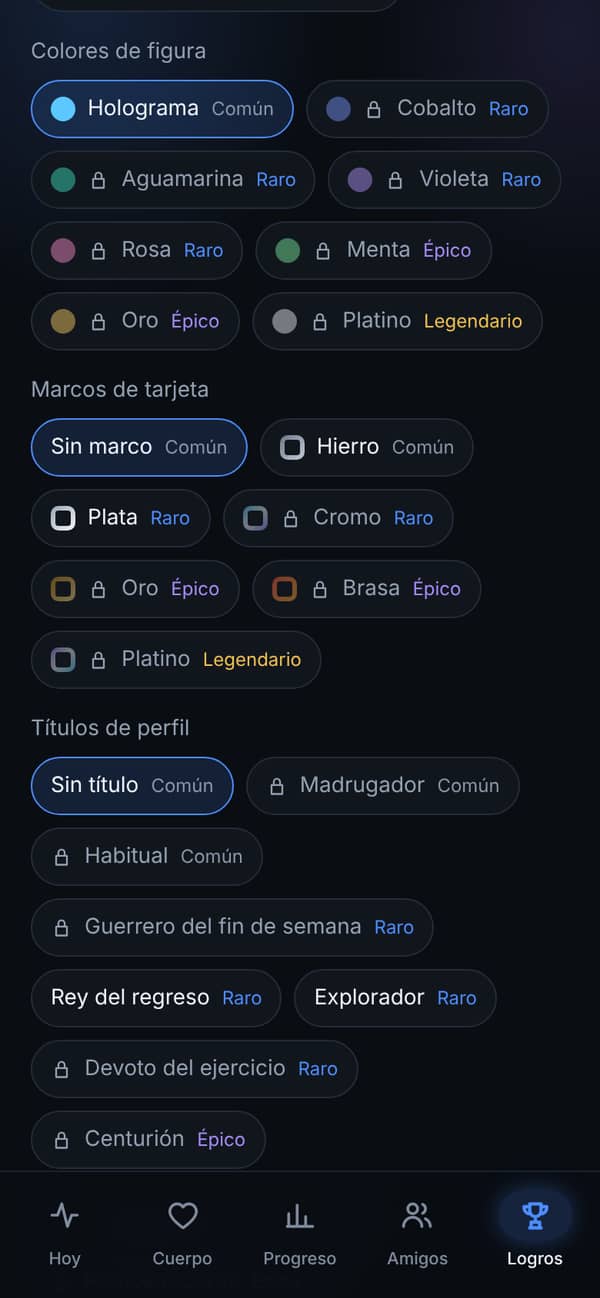 Colores de figura
Holograma Común Cobalto Raro
Aguamarina Raro Violeta Raro
Rosa Raro Menta Épico
Oro Épico Platino Legendario
Marcos de tarjeta
Sin marco Común Hierro Común
Plata Raro Cromo Raro
Oro Épico Brasa Épico
Platino Legendario
Títulos de perfil
Sin título Común Madrugador Común
Habitual Común
Guerrero del fin de semana Raro
Rey del regreso Raro Explorador Raro
Devoto del ejercicio Raro
Centurión Épico
Hoy Cuerpo Progreso Amigos Logros